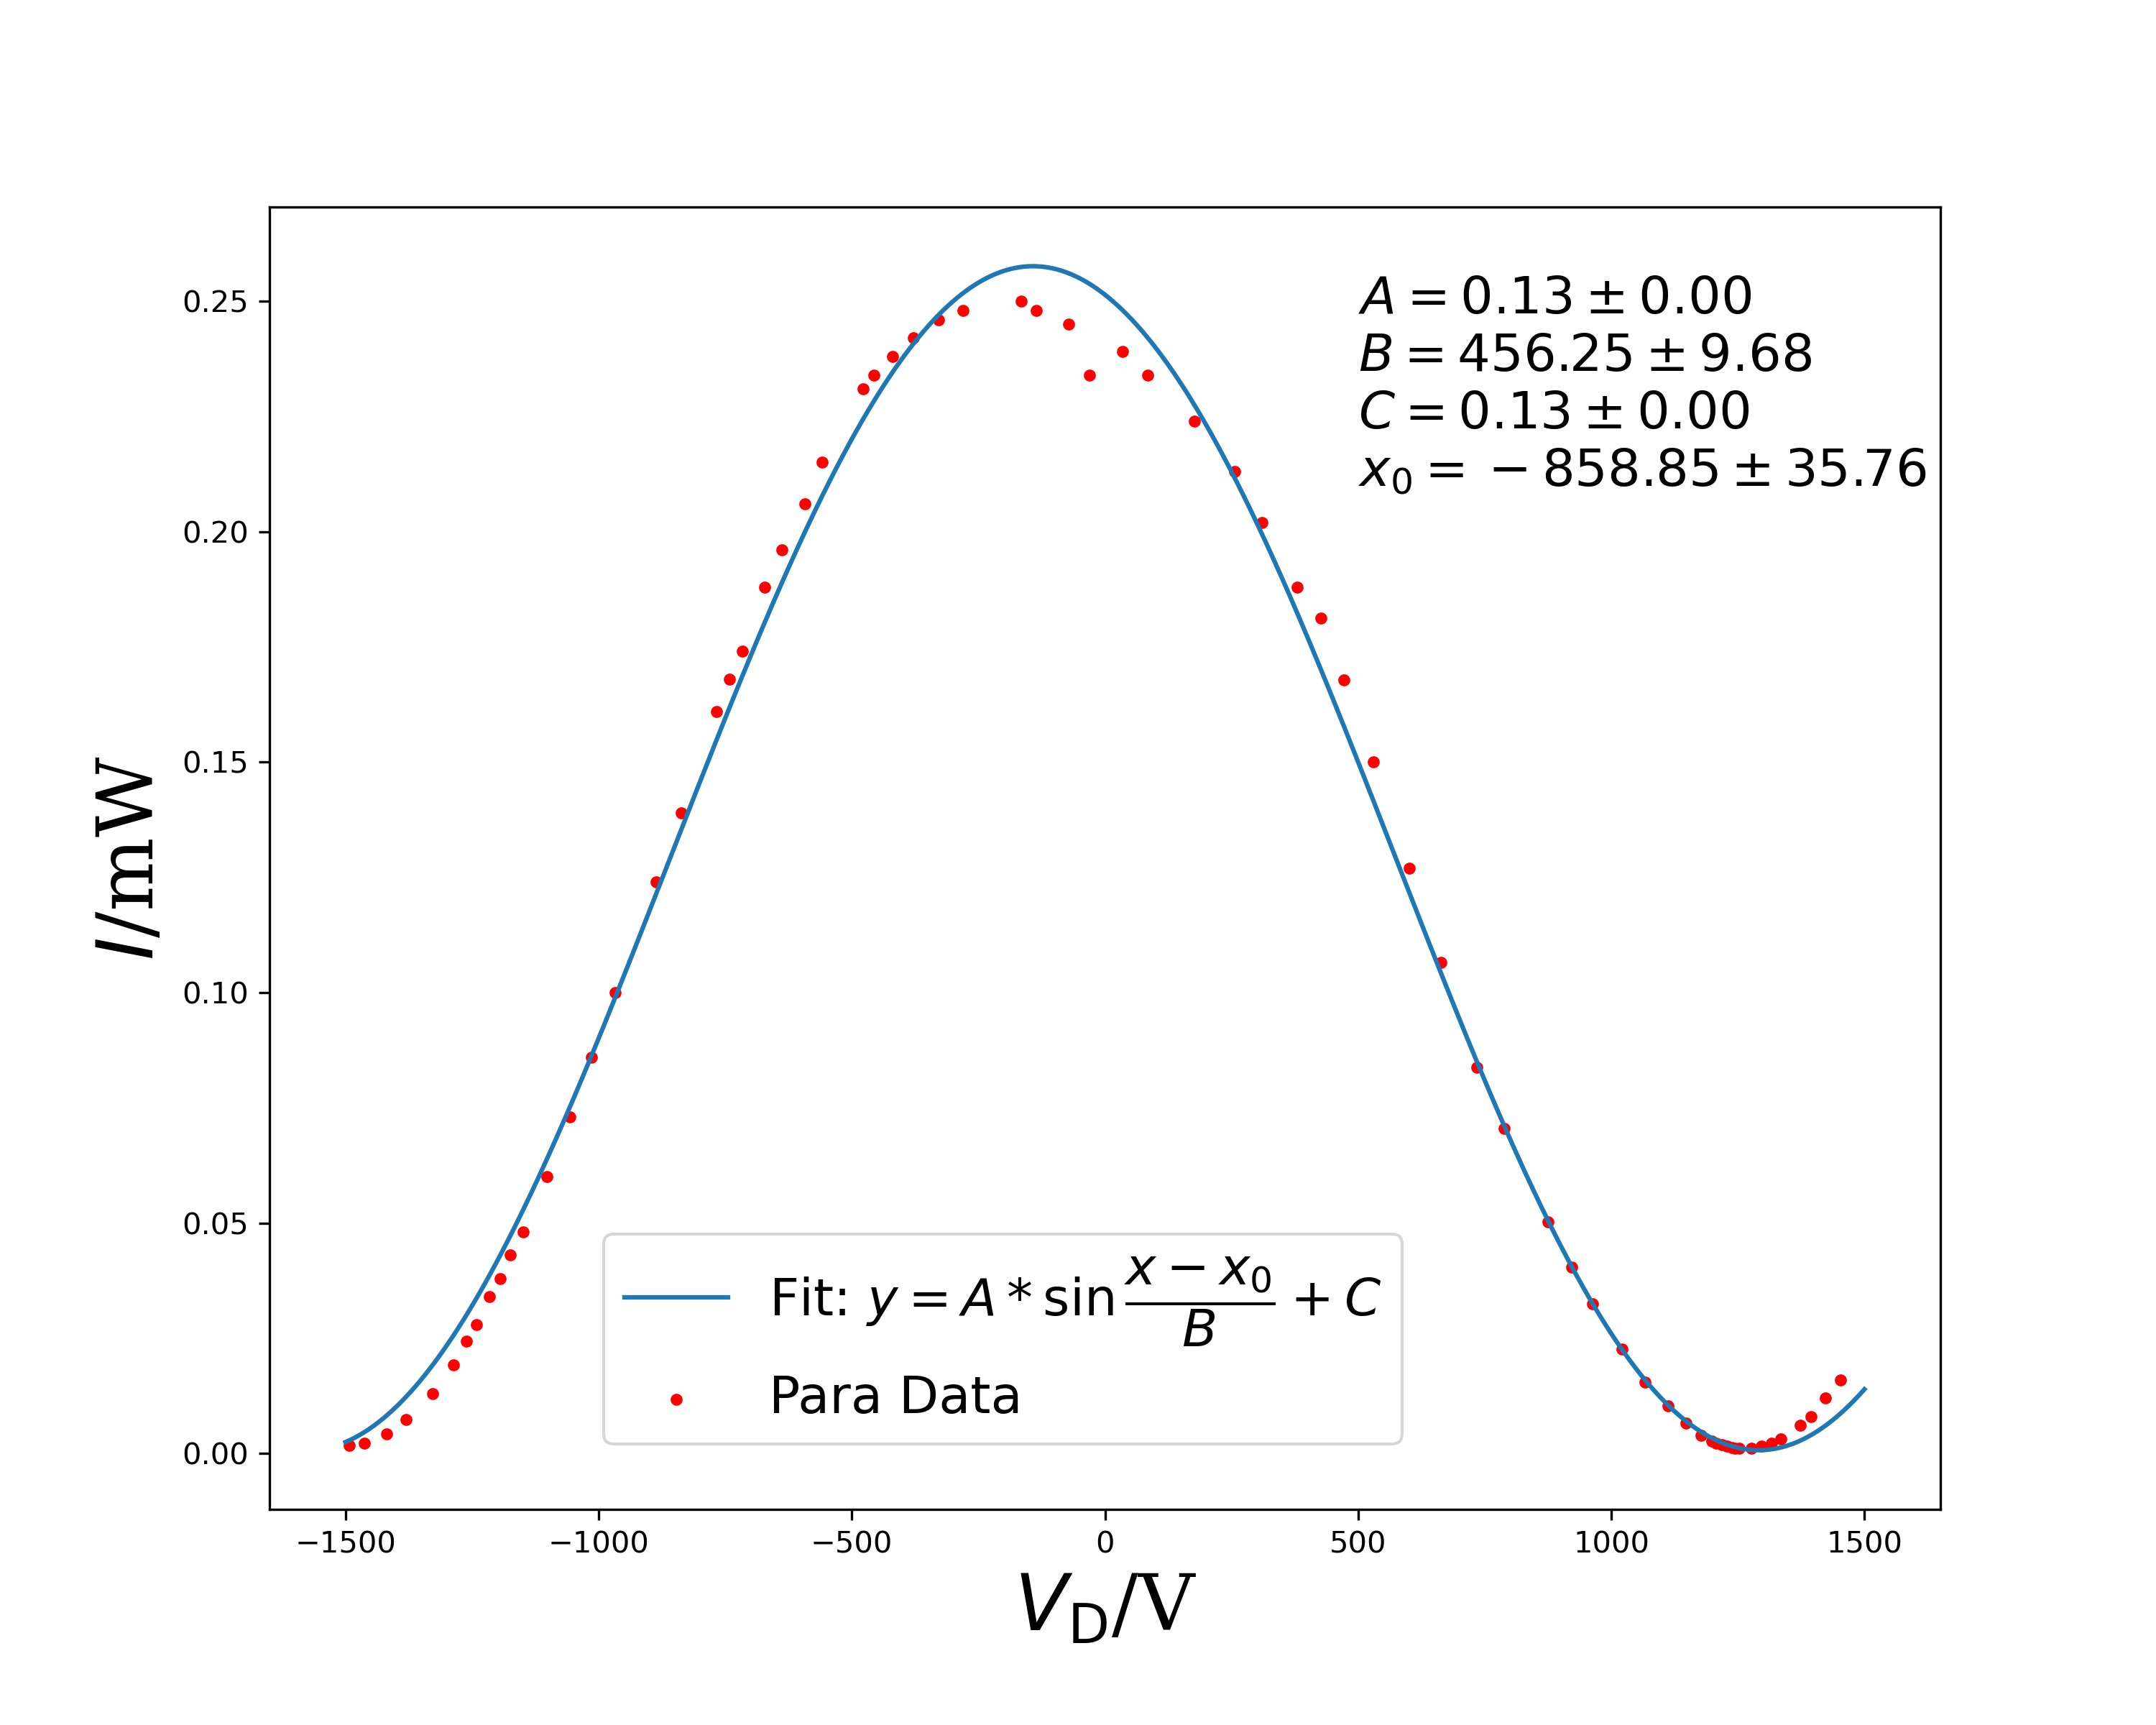 A = 0.13 ± 0.00
B = 456.25 ± 9.68
C = 0.13 ± 0.00
x₀ = − 858.85 ± 35.76
0.25
0.20
0.15
0.10
0.05
0.00
I/mW
Fit: y = A * sin (x − x₀)/B + C
Para Data
−1500 −1000 −500 0 500 1000 1500
V_D/V